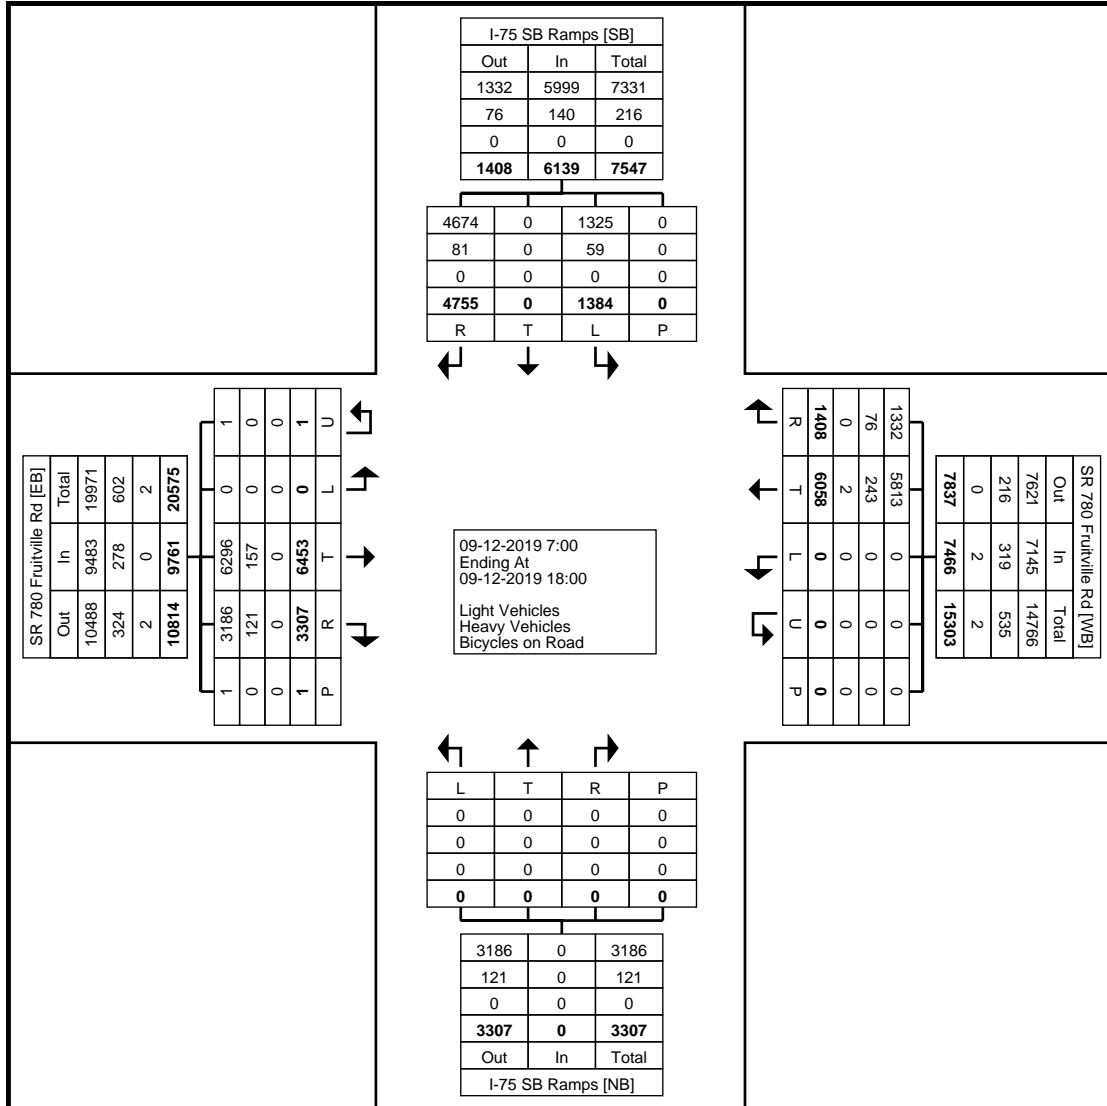 I-75 SB Ramps [SB]
Out In Total
1332 5999 7331
76 140 216
0 0 0
1408 6139 7547
4674 0 1325 0
81 0 59 0
0 0 0 0
4755 0 1384 0
R T L P
SR 780 Fruitville Rd [EB]
Out In Total
10488 9483 19971
324 278 602
2 0 2
10814 9761 20575
1 0 6296 3186 1
0 0 157 121 0
0 0 0 0 0
1 0 6453 3307 1
U L T R P
09-12-2019 7:00
Ending At
09-12-2019 18:00
Light Vehicles
Heavy Vehicles
Bicycles on Road
R T L U P
1408 6058 0 0 0
0 2 0 0 0
76 243 0 0 0
1332 5813 0 0 0
SR 780 Fruitville Rd [WB]
Out In Total
7621 7145 14766
216 319 535
0 2 2
7837 7466 15303
L T R P
0 0 0 0
0 0 0 0
0 0 0 0
0 0 0 0
3186 0 3186
121 0 121
0 0 0
3307 0 3307
Out In Total
I-75 SB Ramps [NB]